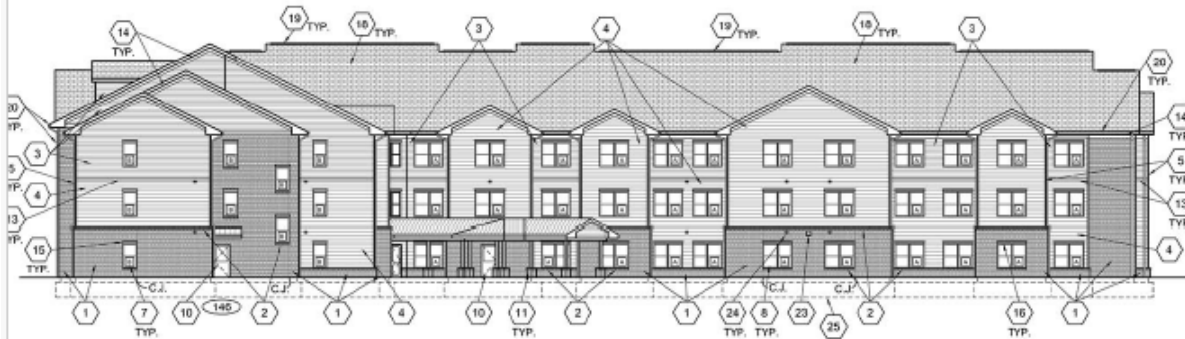 19 TYP. 18 TYP. 3 4 19 TYP. 18 TYP. 3
14 TYP. 20 TYP.
20 TYP. 14 TYP.
3
5 TYP. 5 TYP.
4
13 TYP. 13 TYP.
15 TYP. 4
C.J. C.J. C.J. C.J.
1 7 TYP. 10 146 2 1 4 10 11 TYP. 2 1 24 TYP. 8 TYP. 23 25 2 16 TYP. 1